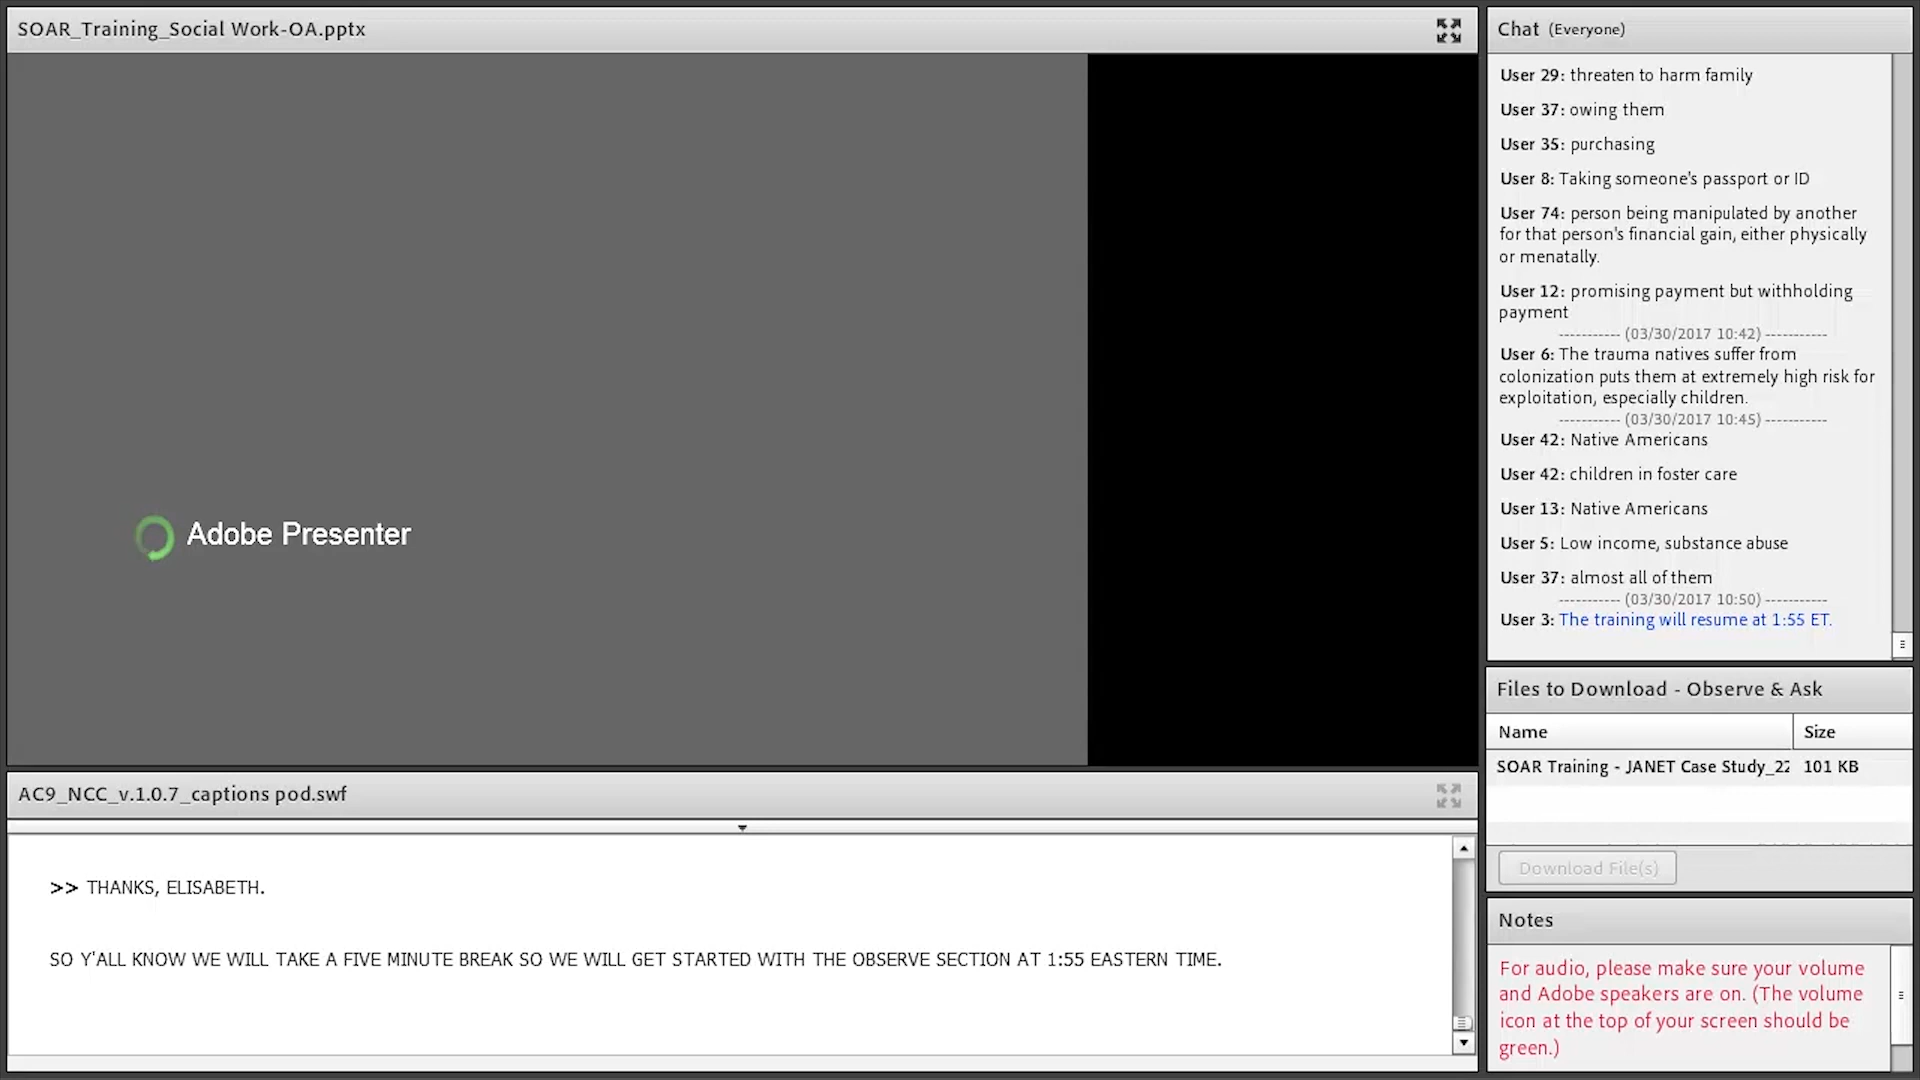 SOAR_Training_Social Work-OA.pptx
Adobe Presenter
AC9_NCC_v.1.0.7_captions pod.swf
>> THANKS, ELISABETH.
SO Y'ALL KNOW WE WILL TAKE A FIVE MINUTE BREAK SO WE WILL GET STARTED WITH THE OBSERVE SECTION AT 1:55 EASTERN TIME.
Chat (Everyone)
User 29: threaten to harm family
User 37: owing them
User 35: purchasing
User 8: Taking someone's passport or ID
User 74: person being manipulated by another
for that person's financial gain, either physically
or menatally.
User 12: promising payment but withholding
payment
----------- (03/30/2017 10:42) -----------
User 6: The trauma natives suffer from
colonization puts them at extremely high risk for
exploitation, especially children.
----------- (03/30/2017 10:45) -----------
User 42: Native Americans
User 42: children in foster care
User 13: Native Americans
User 5: Low income, substance abuse
User 37: almost all of them
----------- (03/30/2017 10:50) -----------
User 3: The training will resume at 1:55 ET.
Files to Download - Observe & Ask
Name Size
SOAR Training - JANET Case Study_22 101 KB
Download File(s)
Notes
For audio, please make sure your volume
and Adobe speakers are on. (The volume
icon at the top of your screen should be
green.)